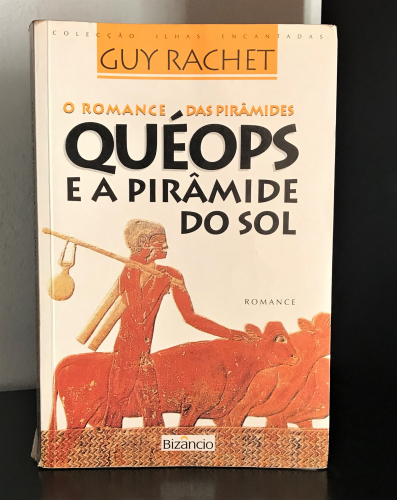 COLECÇÃO ILHAS ENCANTADAS
GUY RACHET
O ROMANCE DAS PIRÂMIDES
QUÉOPS
E A PIRÂMIDE
DO SOL
ROMANCE
Bizâncio